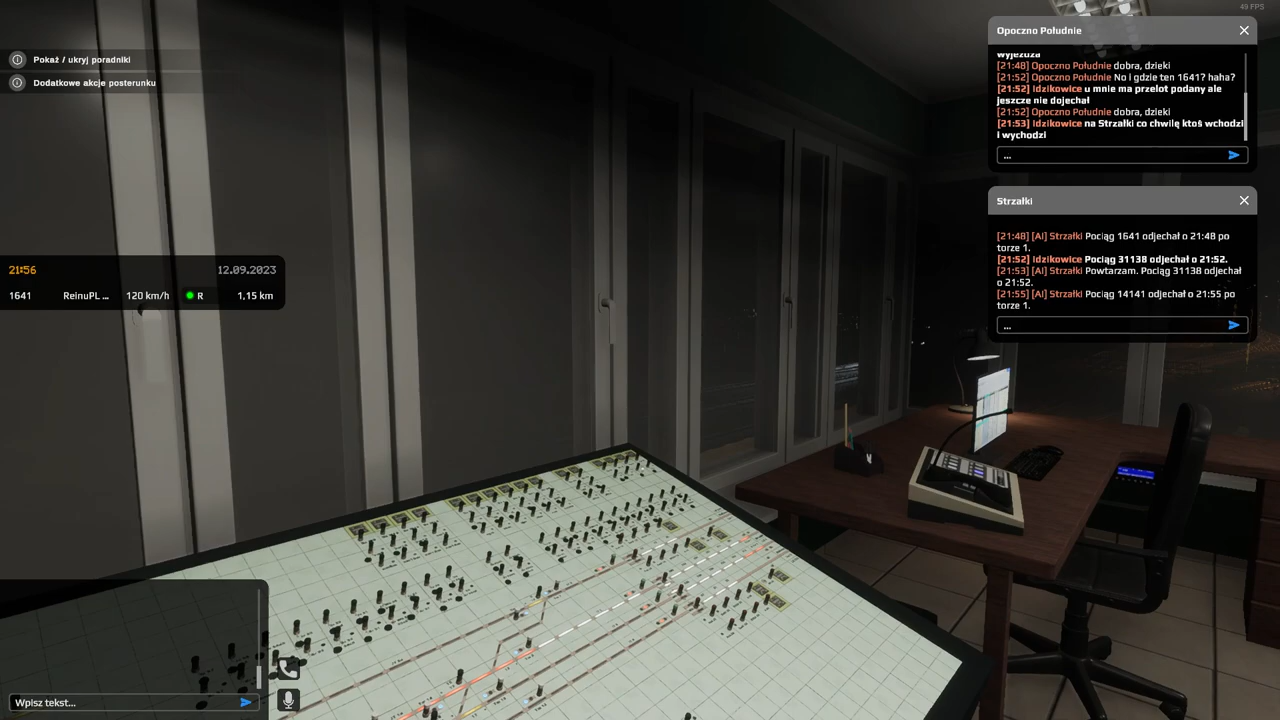 49 FPS
Pokaż / ukryj poradniki
Dodatkowe akcje posterunku
Opoczno Południe
wyjeżdża
[21:48] Opoczno Południe dobra, dzieki
[21:52] Opoczno Południe No i gdzie ten 1641? haha?
[21:52] Idzikowice u mnie ma przelot podany ale
jeszcze nie dojechał
[21:52] Opoczno Południe dobra, dzieki
[21:53] Idzikowice na Strzałki co chwilę ktoś wchodzi
i wychodzi
...
Strzałki
[21:48] [AI] Strzałki Pociąg 1641 odjechał o 21:48 po
torze 1.
[21:52] Idzikowice Pociąg 31138 odjechał o 21:52.
[21:53] [AI] Strzałki Powtarzam. Pociąg 31138 odjechał
o 21:52.
[21:55] [AI] Strzałki Pociąg 14141 odjechał o 21:55 po
torze 1.
...
21:56 12.09.2023
1641 ReinuPL ... 120 km/h R 1,15 km
Wpisz tekst...